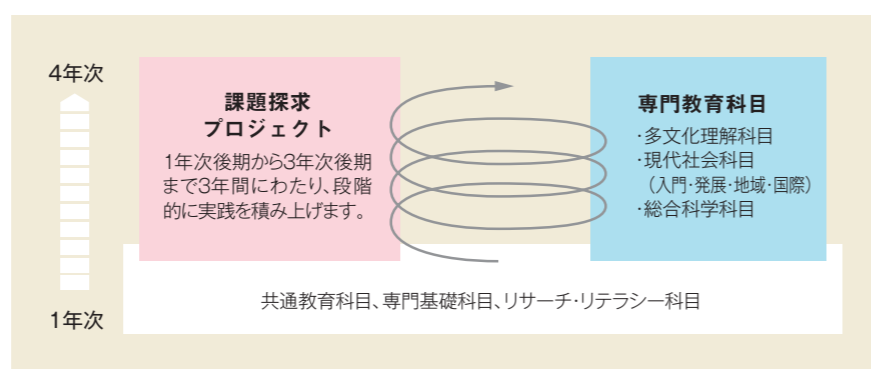 4年次
課題探求
プロジェクト
1年次後期から3年次後期
まで3年間にわたり、段階
的に実践を積み上げます。
専門教育科目
・多文化理解科目
・現代社会科目
（入門・発展・地域・国際）
・総合科学科目
共通教育科目、専門基礎科目、リサーチ・リテラシー科目
1年次